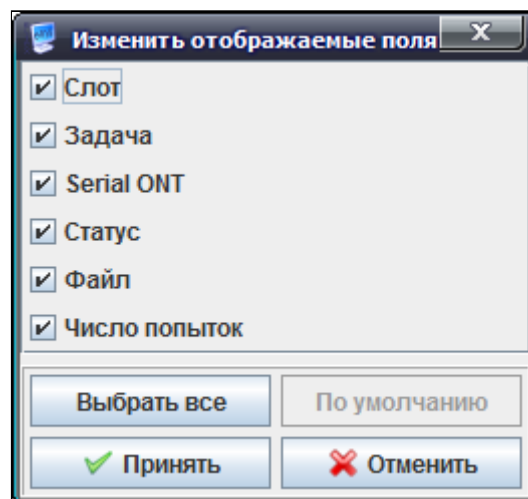 Изменить отображаемые поля
Слот
Задача
Serial ONT
Статус
Файл
Число попыток
Выбрать все По умолчанию
Принять Отменить